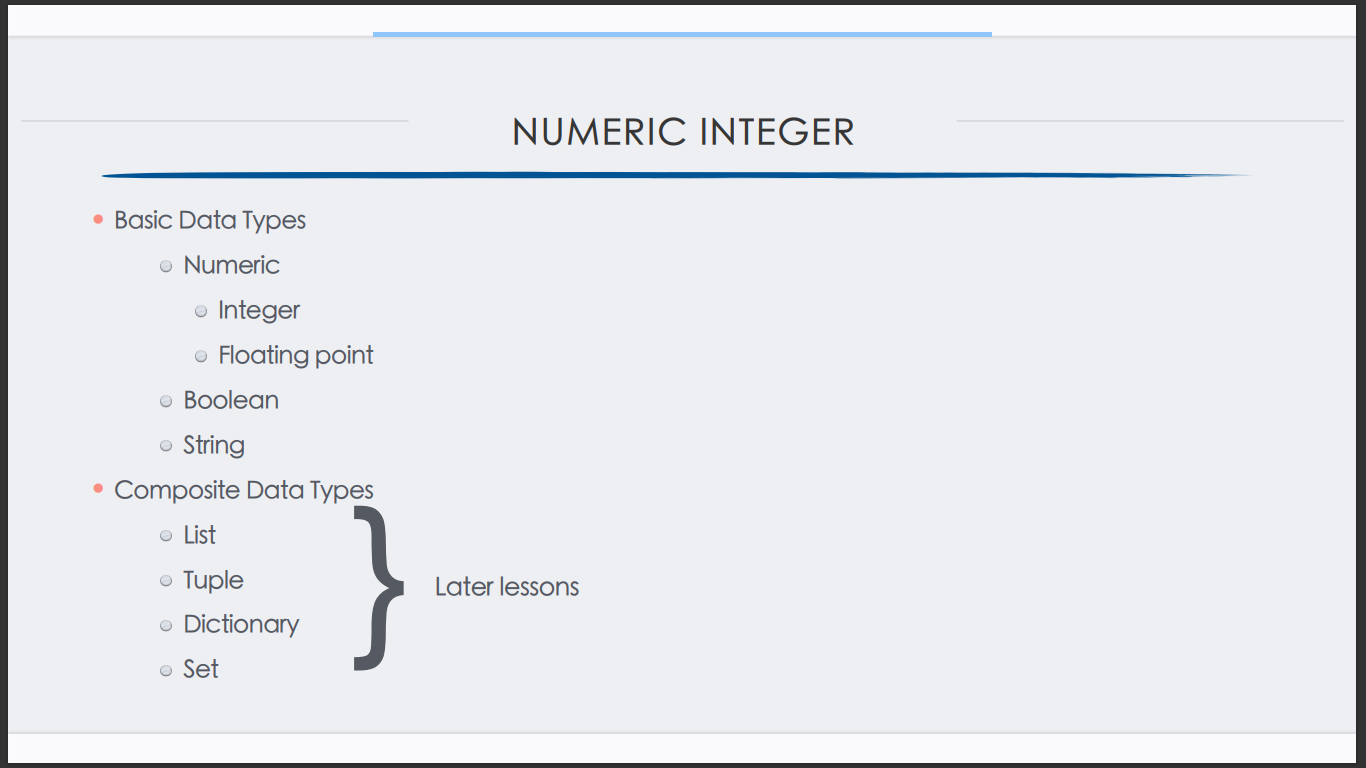 NUMERIC INTEGER
Basic Data Types
Numeric
Integer
Floating point
Boolean
String
Composite Data Types
List
Tuple
Dictionary
Set
} Later lessons